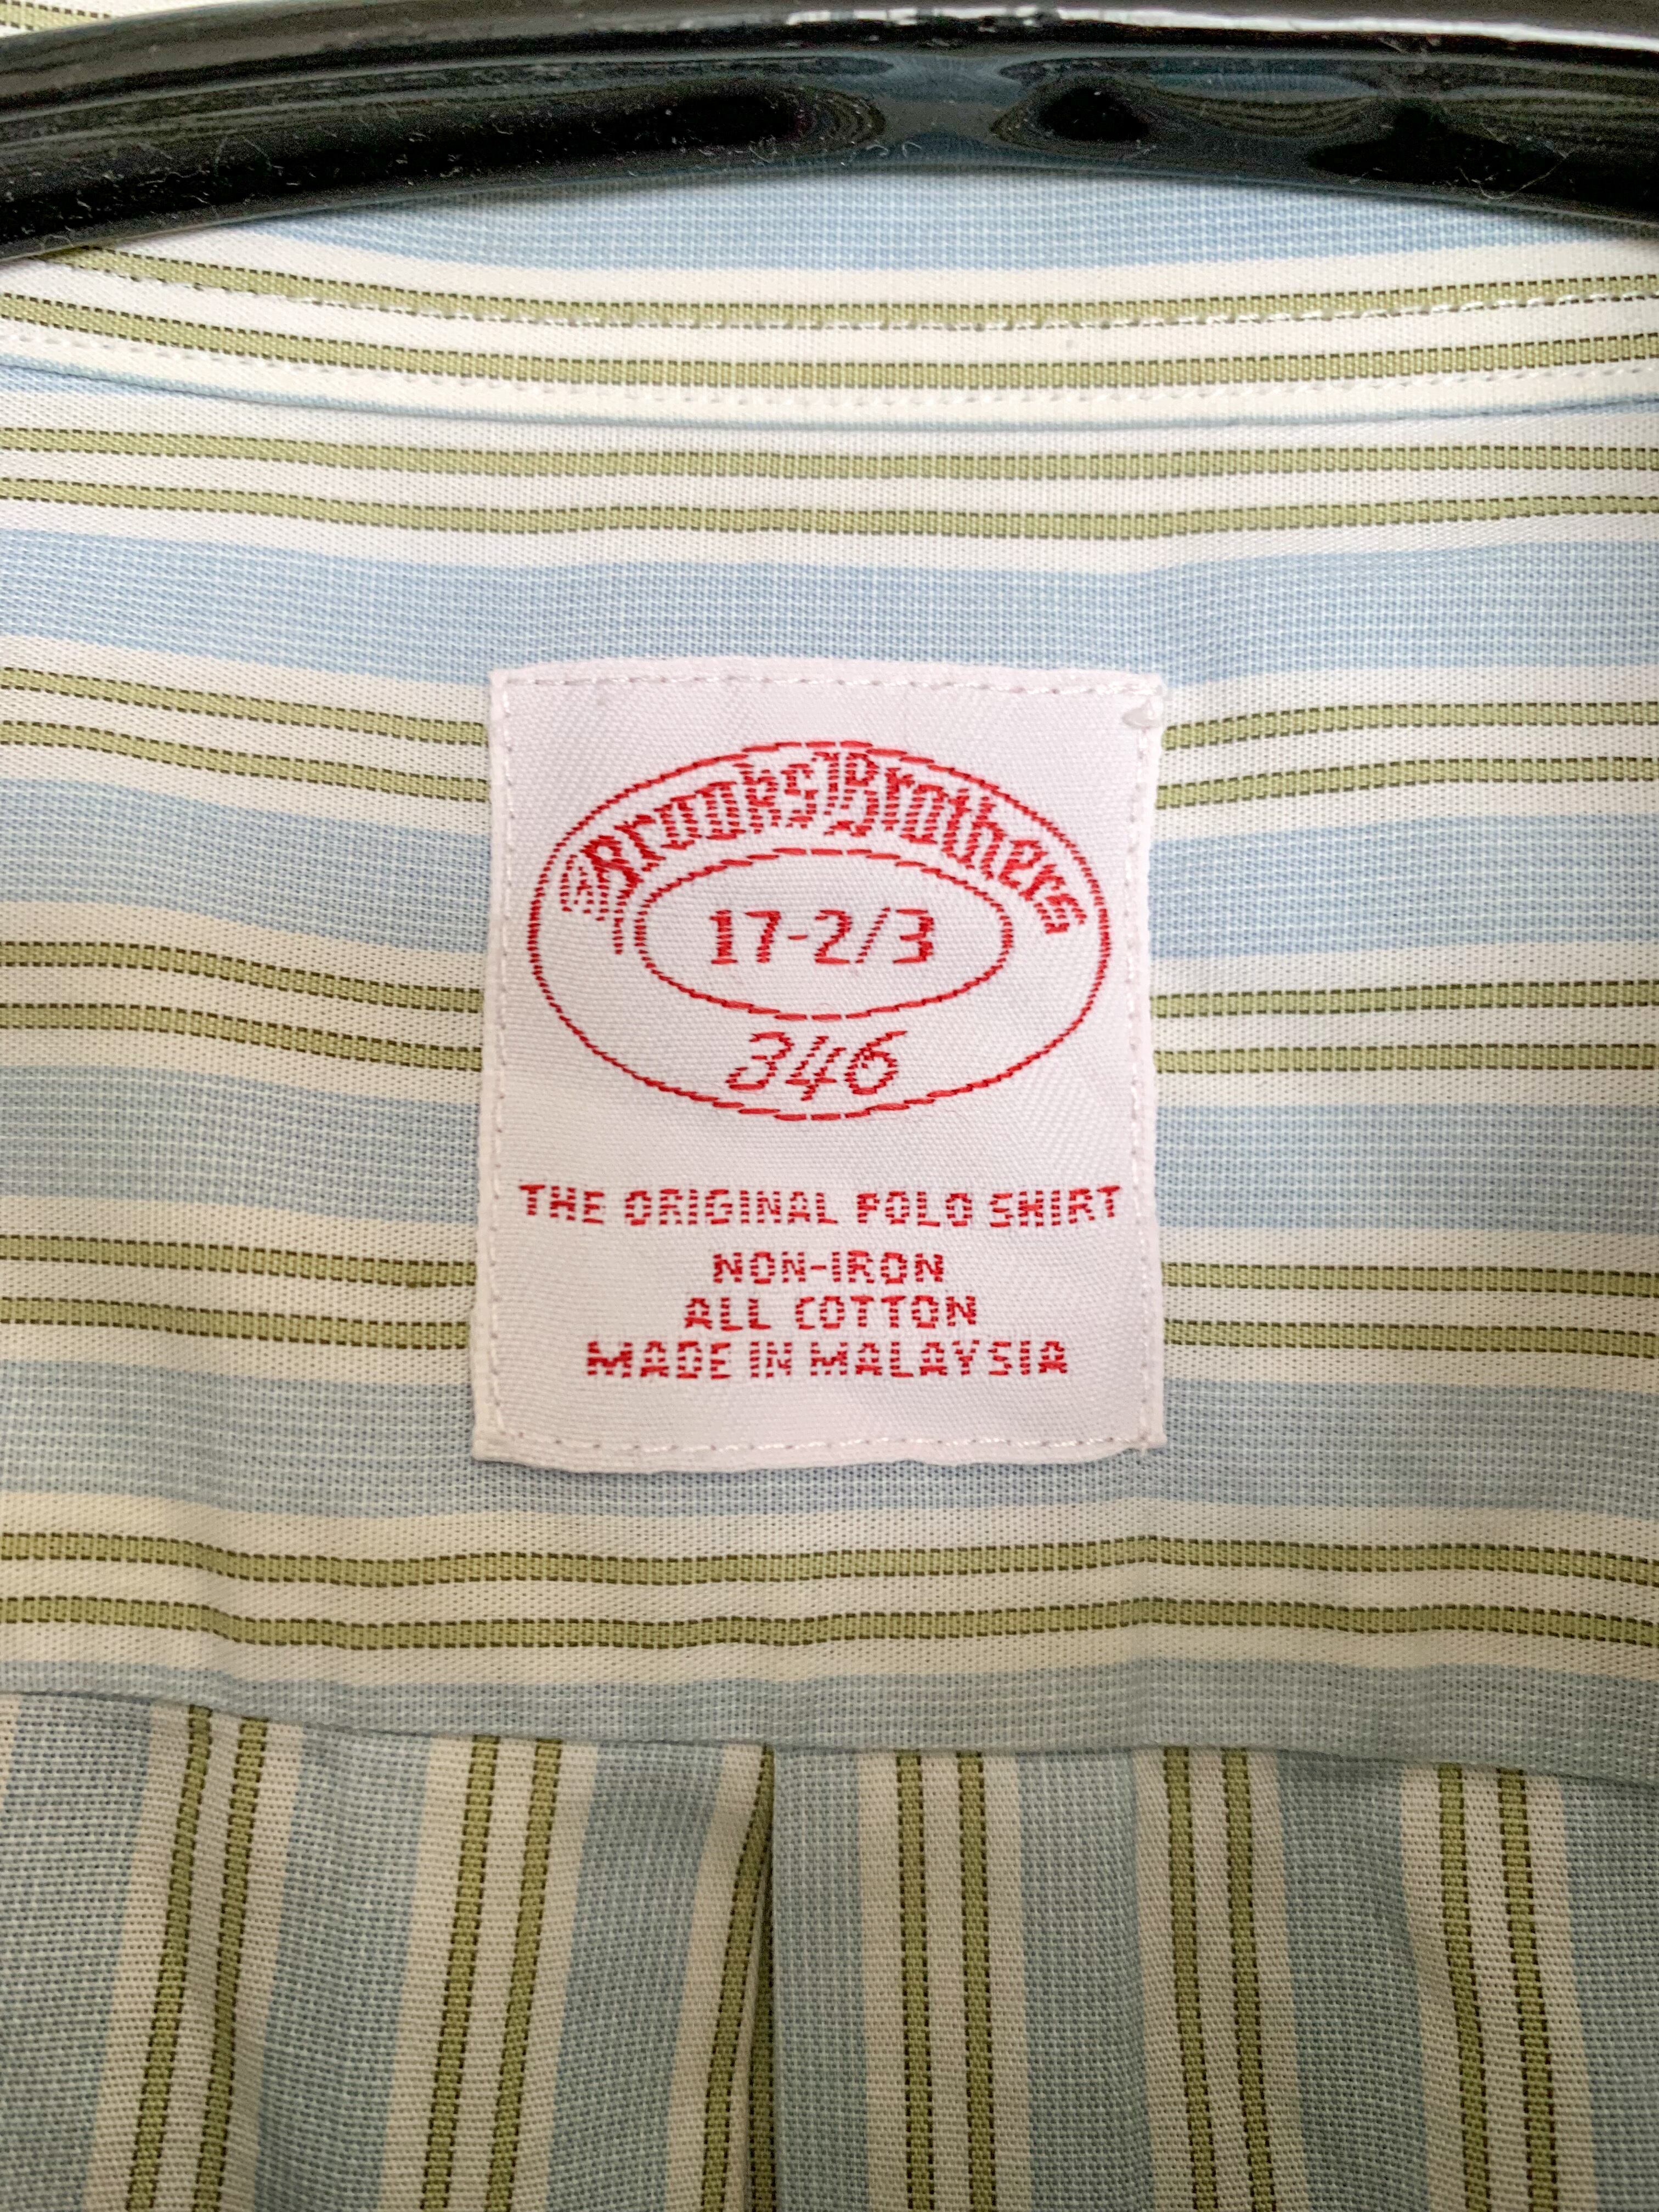 ® Brooks Brothers
17-2/3
346
THE ORIGINAL POLO SHIRT
NON-IRON
ALL COTTON
MADE IN MALAYSIA